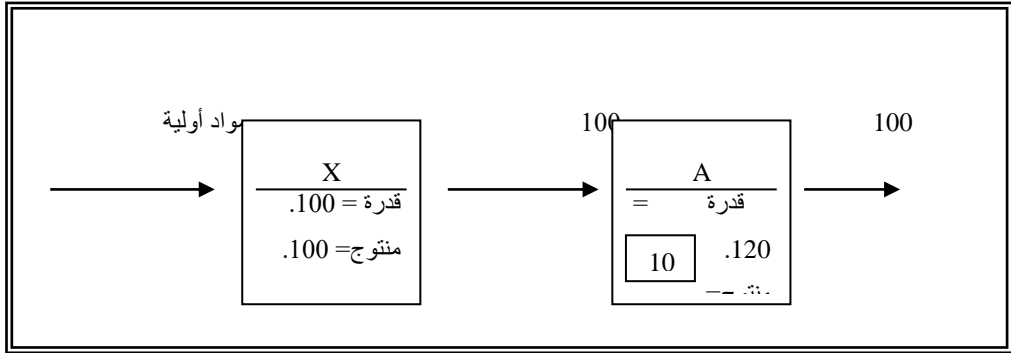 مواد أولية
100
100
X
قدرة = 100.
منتوج= 100.
A
قدرة =
120.
10